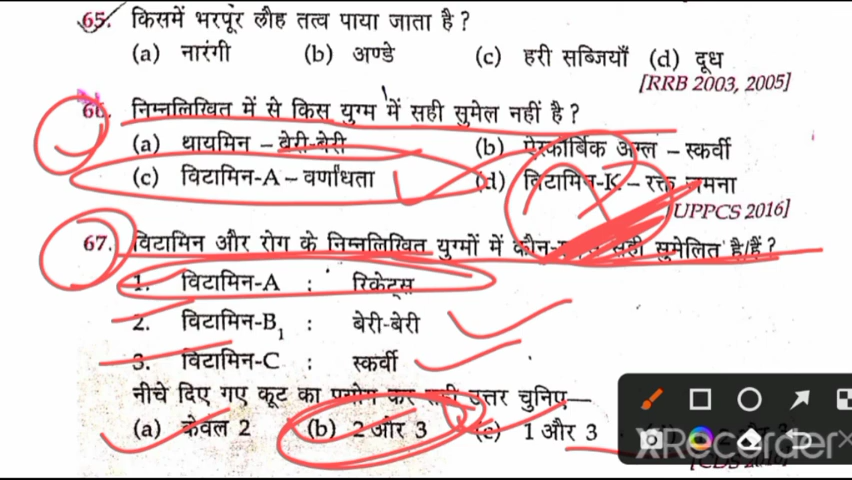 65. किसमें भरपूर लौह तत्व पाया जाता है ?
(a) नारंगी (b) अण्डे (c) हरी सब्जियाँ (d) दूध
[RRB 2003, 2005]
66. निम्नलिखित में से किस युग्म में सही सुमेल नहीं है ?
(a) थायमिन – बेरी-बेरी (b) ऐस्कॉर्बिक अम्ल – स्कर्वी
(c) विटामिन-A – वर्णांधता (d) विटामिन-K – रक्त जमना
[UPPCS 2016]
67. विटामिन और रोग के निम्नलिखित युग्मों में सही सुमेलित है/हैं ?
1. विटामिन-A : रिकेट्स
2. विटामिन-B1 : बेरी-बेरी
3. विटामिन-C : स्कर्वी
नीचे दिए गए कूट का प्रयोग कर सही उत्तर चुनिए—
(a) केवल 2 (b) 2 और 3 (c) 1 और 3
XRecorder